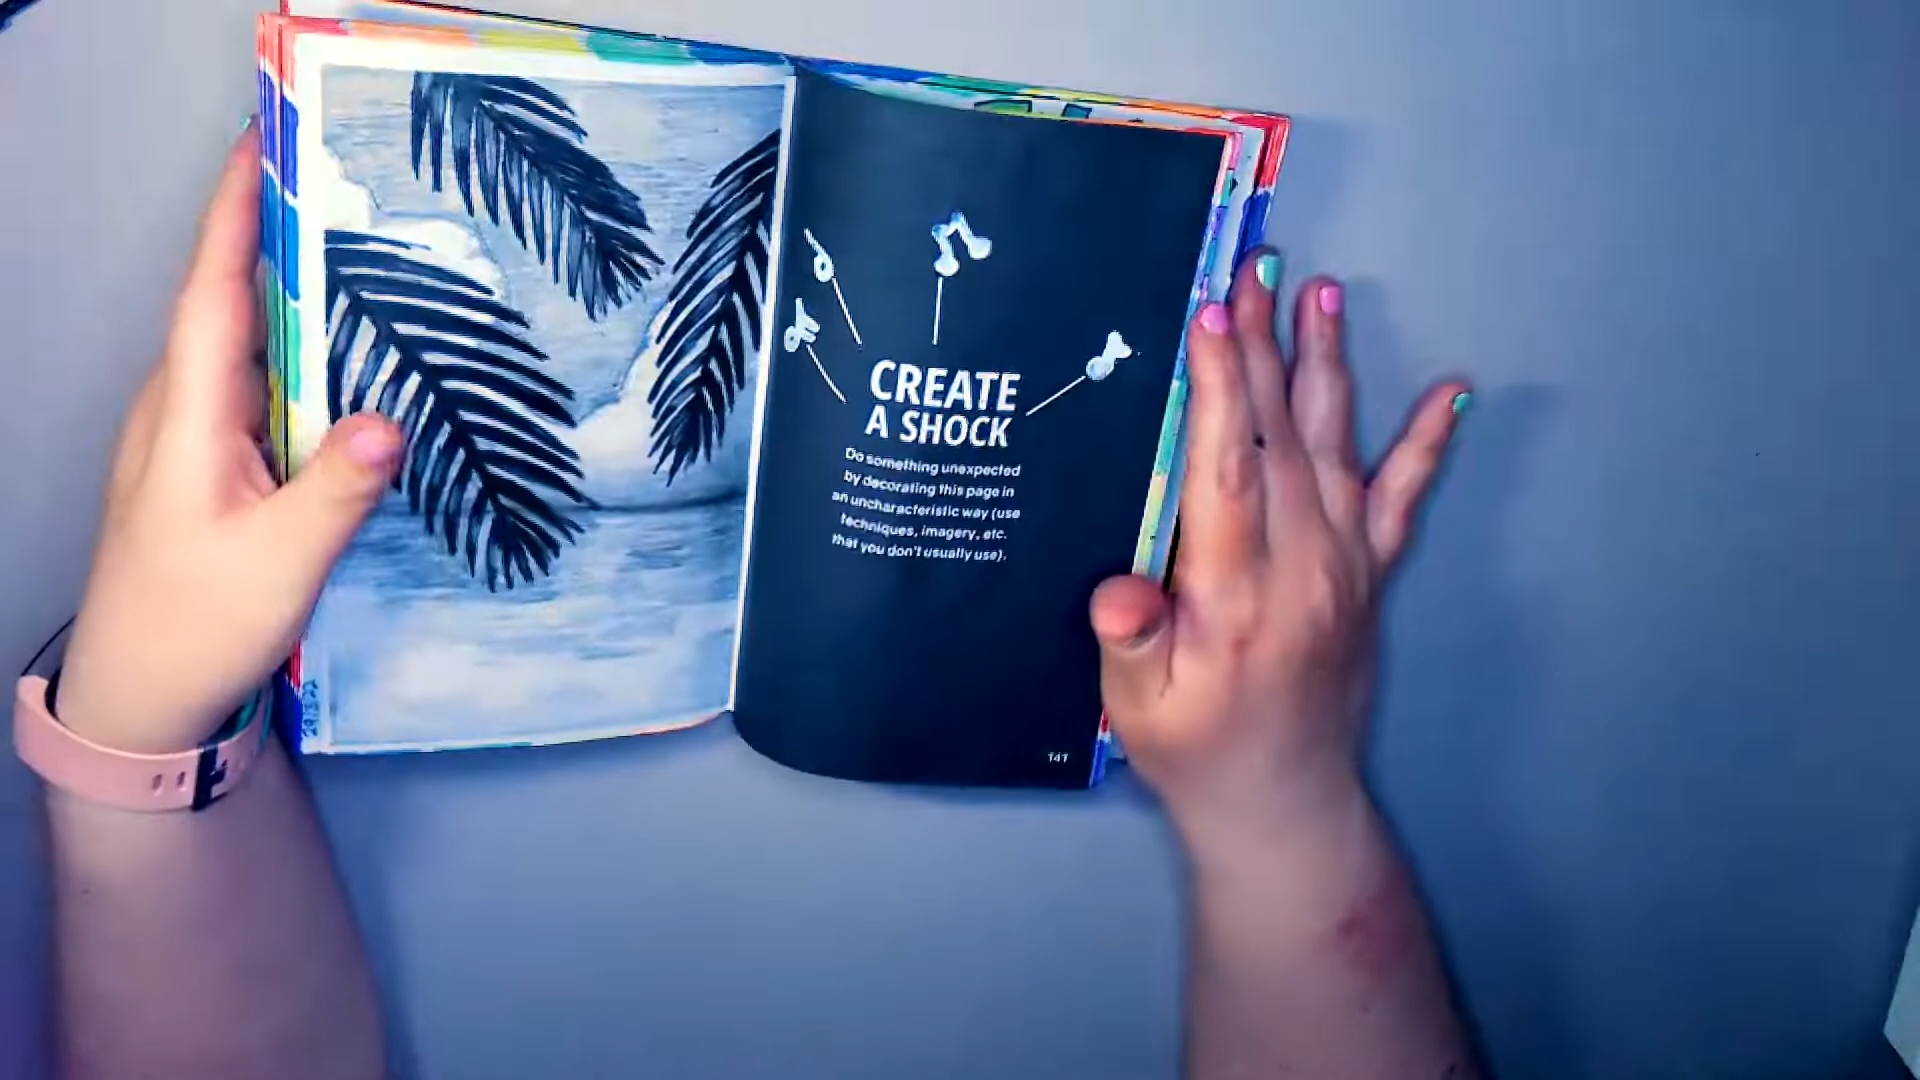 CREATE
A SHOCK
Do something unexpected
by decorating this page in
an uncharacteristic way (use
techniques, imagery, etc.
that you don't usually use).
141